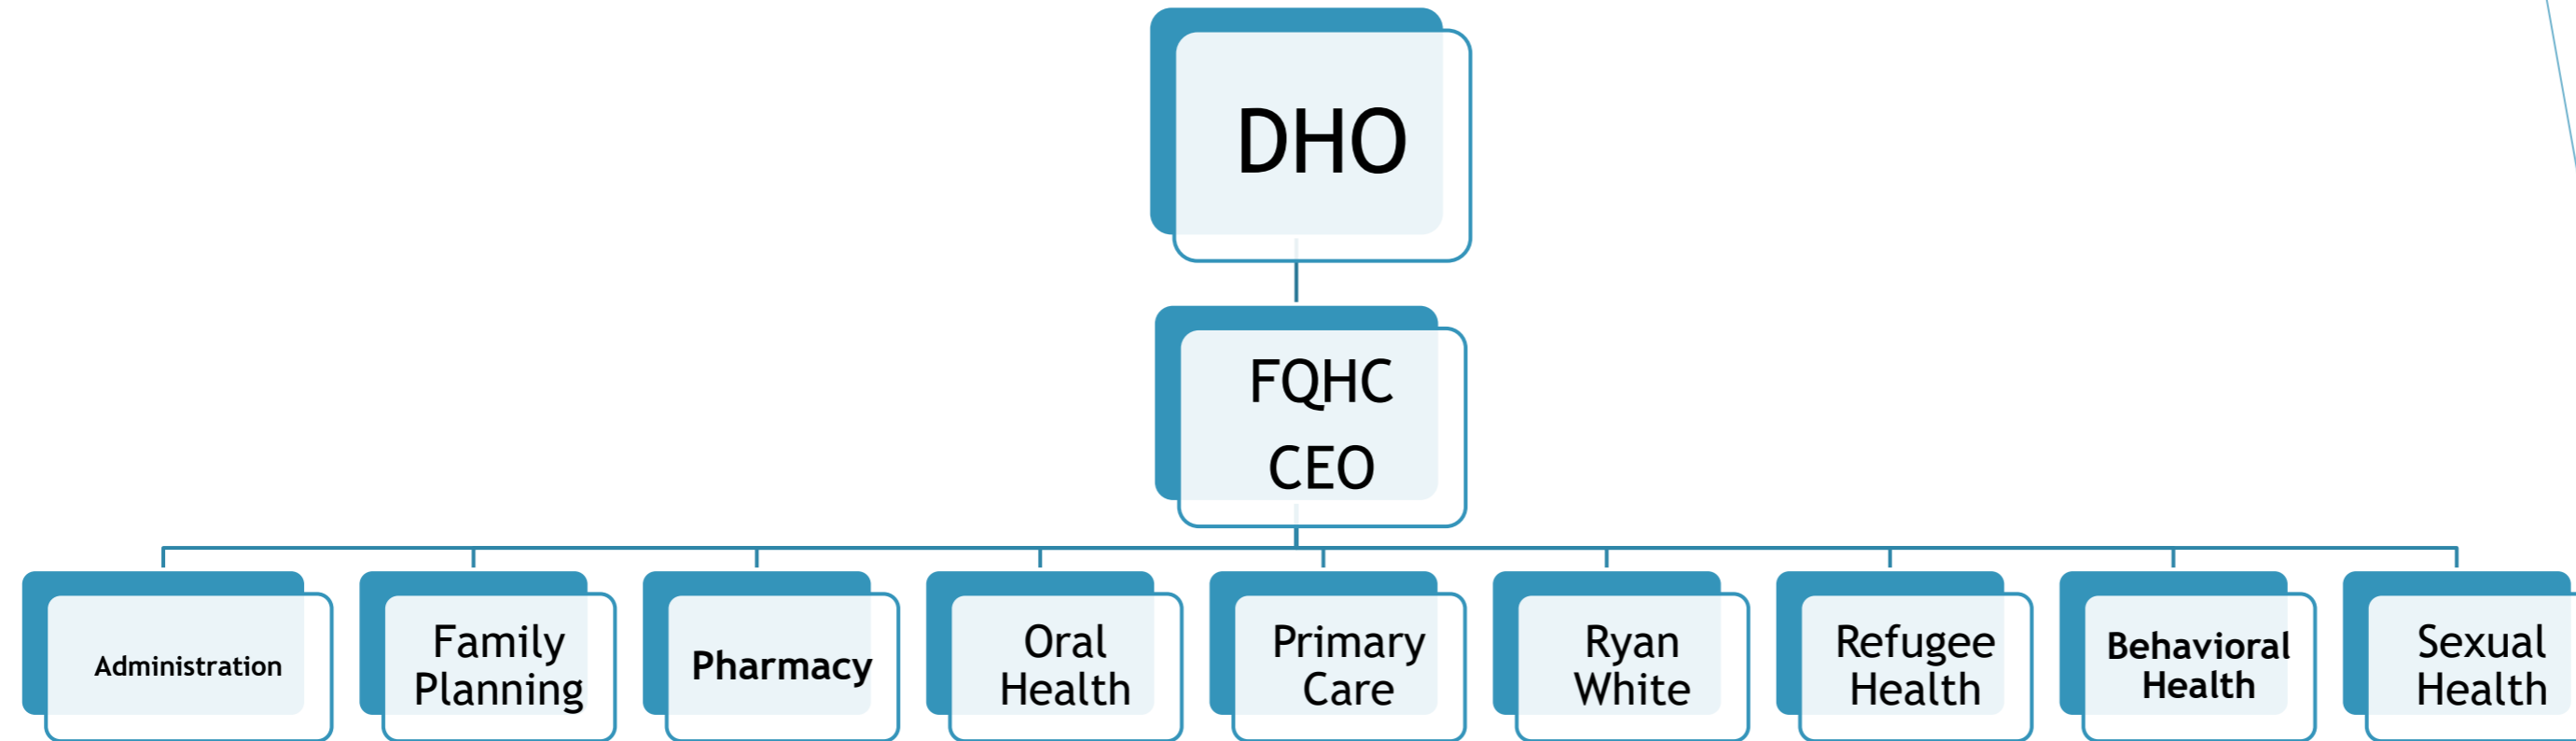 DHO
FQHC
CEO
Administration
Family
Planning
Pharmacy
Oral
Health
Primary
Care
Ryan
White
Refugee
Health
Behavioral
Health
Sexual
Health